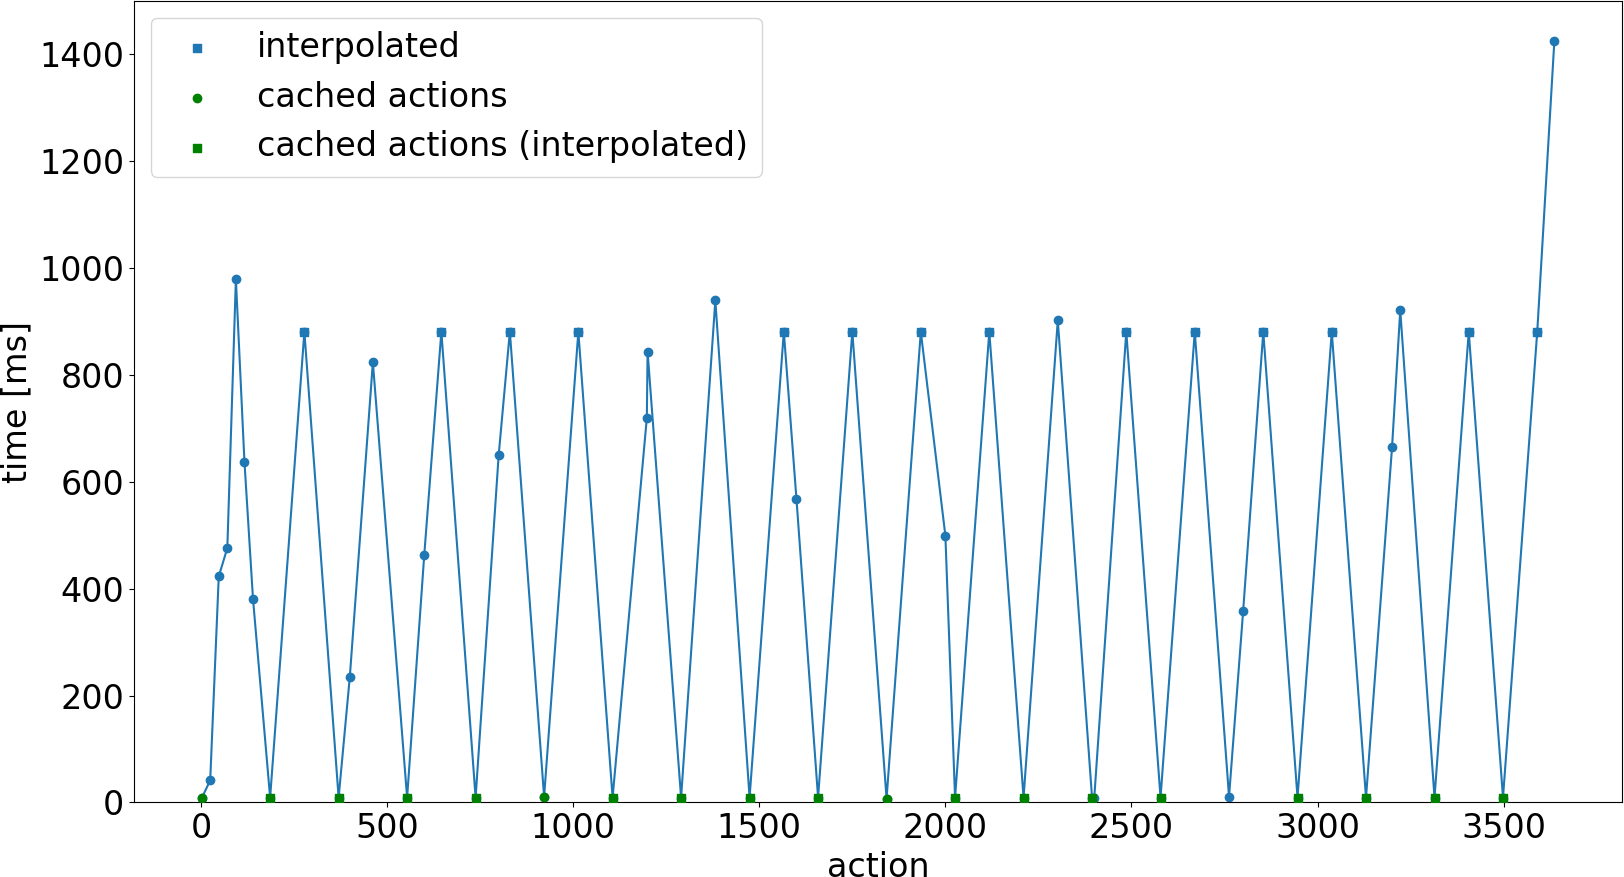 interpolated
cached actions
cached actions (interpolated)
time [ms]
1400
1200
1000
800
600
400
200
0
0 500 1000 1500 2000 2500 3000 3500
action